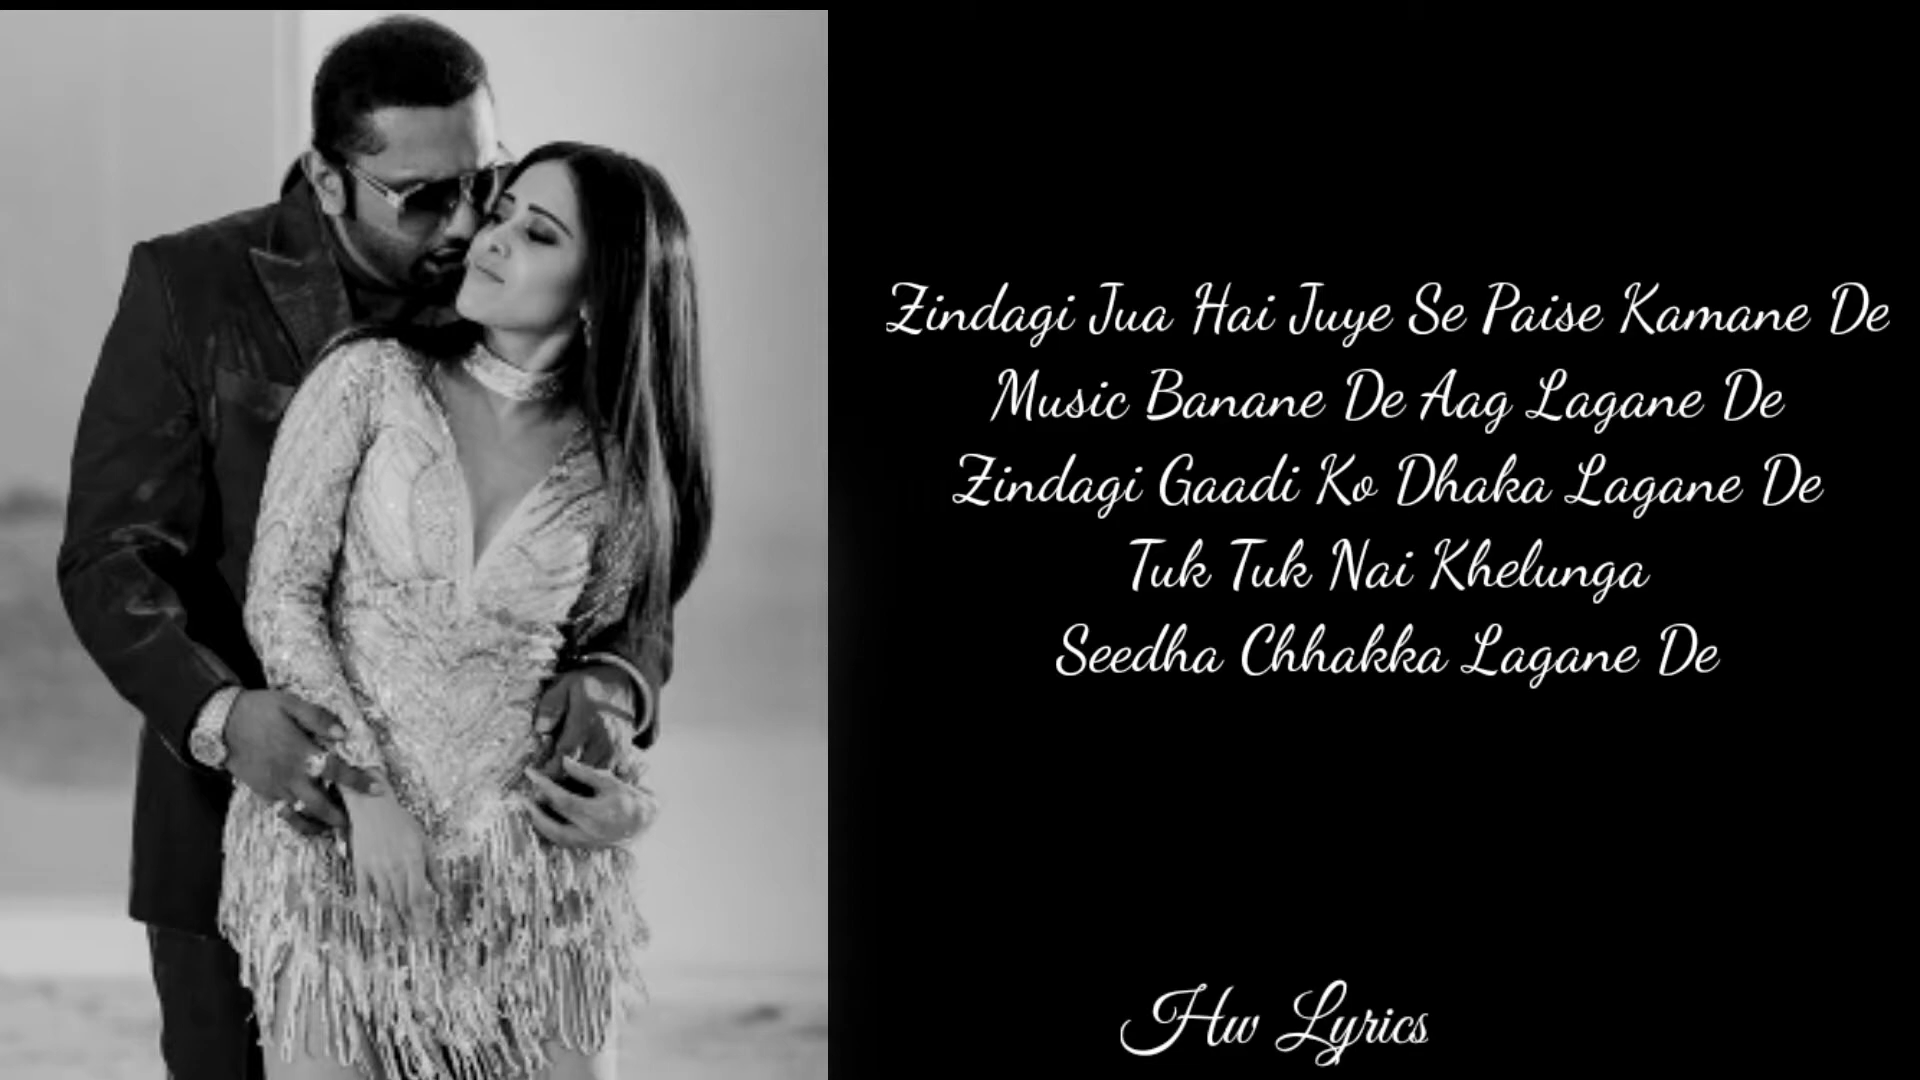 Zindagi Jua Hai Juye Se Paise Kamane De
Music Banane De Aag Lagane De
Zindagi Gaadi Ko Dhaka Lagane De
Tuk Tuk Nai Khelunga
Seedha Chhakka Lagane De
Hw Lyrics